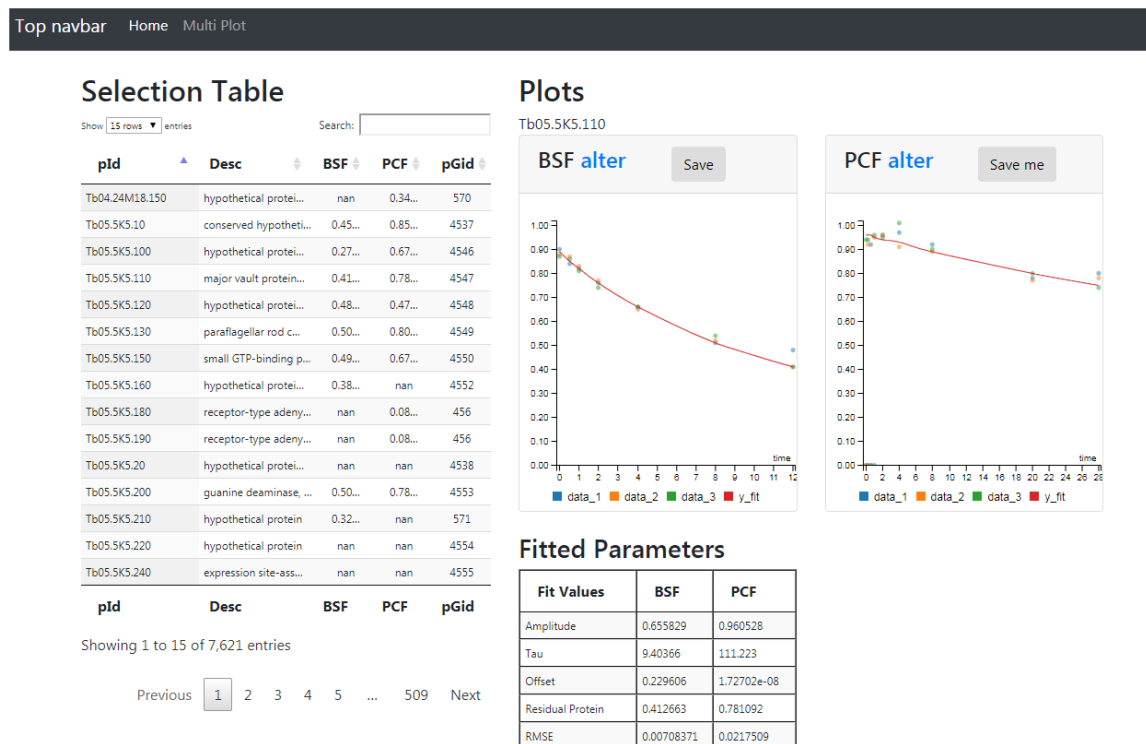 Top navbar Home Multi Plot
Selection Table
Show 15 rows entries Search:
pId Desc BSF PCF pGid
Tb04.24M18.150 hypothetical protei... nan 0.34... 570
Tb05.5K5.10 conserved hypotheti... 0.45... 0.85... 4537
Tb05.5K5.100 hypothetical protei... 0.27... 0.67... 4546
Tb05.5K5.110 major vault protein... 0.41... 0.78... 4547
Tb05.5K5.120 hypothetical protei... 0.48... 0.47... 4548
Tb05.5K5.130 paraflagellar rod c... 0.50... 0.80... 4549
Tb05.5K5.150 small GTP-binding p... 0.49... 0.67... 4550
Tb05.5K5.160 hypothetical protei... 0.38... nan 4552
Tb05.5K5.180 receptor-type adeny... nan 0.08... 456
Tb05.5K5.190 receptor-type adeny... nan 0.08... 456
Tb05.5K5.20 hypothetical protei... nan nan 4538
Tb05.5K5.200 guanine deaminase, ... 0.50... 0.78... 4553
Tb05.5K5.210 hypothetical protein 0.32... nan 571
Tb05.5K5.220 hypothetical protein nan nan 4554
Tb05.5K5.240 expression site-ass... nan nan 4555
pId Desc BSF PCF pGid
Showing 1 to 15 of 7,621 entries
Previous 1 2 3 4 5 ... 509 Next
Plots
Tb05.5K5.110
BSF alter Save
1.00
0.90
0.80
0.70
0.60
0.50
0.40
0.30
0.20
0.10
0.00
time
0 1 2 3 4 5 6 7 8 9 10 11 12
data_1 data_2 data_3 y_fit
PCF alter Save me
1.00
0.90
0.80
0.70
0.60
0.50
0.40
0.30
0.20
0.10
0.00
time
0 2 4 6 8 10 12 14 16 18 20 22 24 26 28
data_1 data_2 data_3 y_fit
Fitted Parameters
Fit Values BSF PCF
Amplitude 0.655829 0.960528
Tau 9.40366 111.223
Offset 0.229606 1.72702e-08
Residual Protein 0.412663 0.781092
RMSE 0.00708371 0.0217509